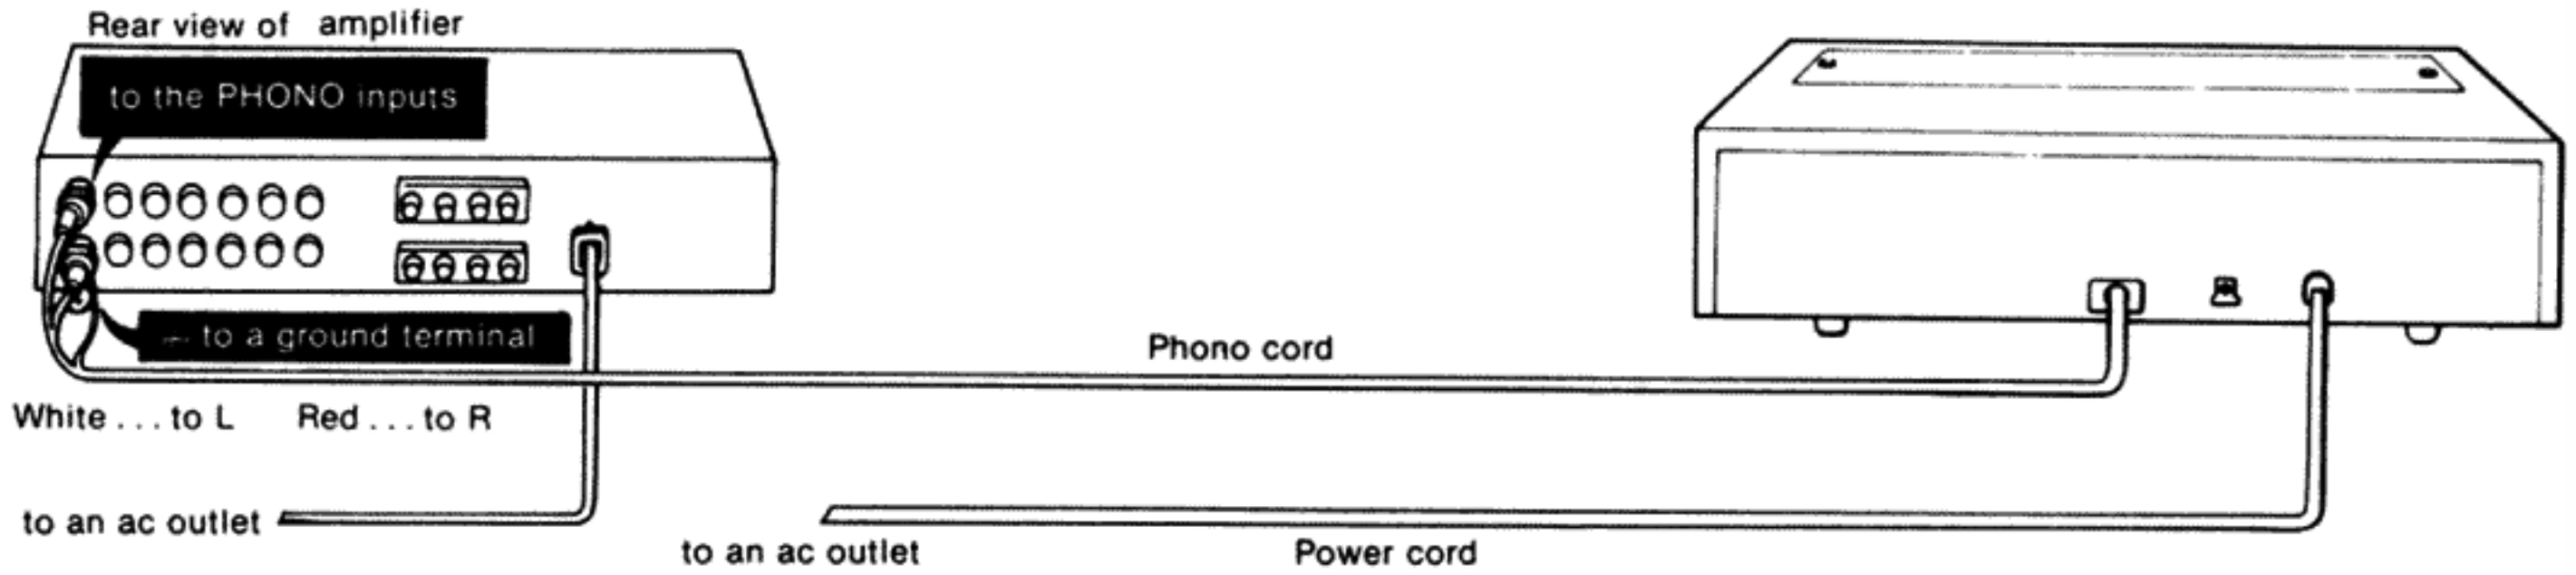 Rear view of amplifier
to the PHONO inputs
⏚ to a ground terminal
Phono cord
White...to L Red...to R
to an ac outlet
to an ac outlet
Power cord